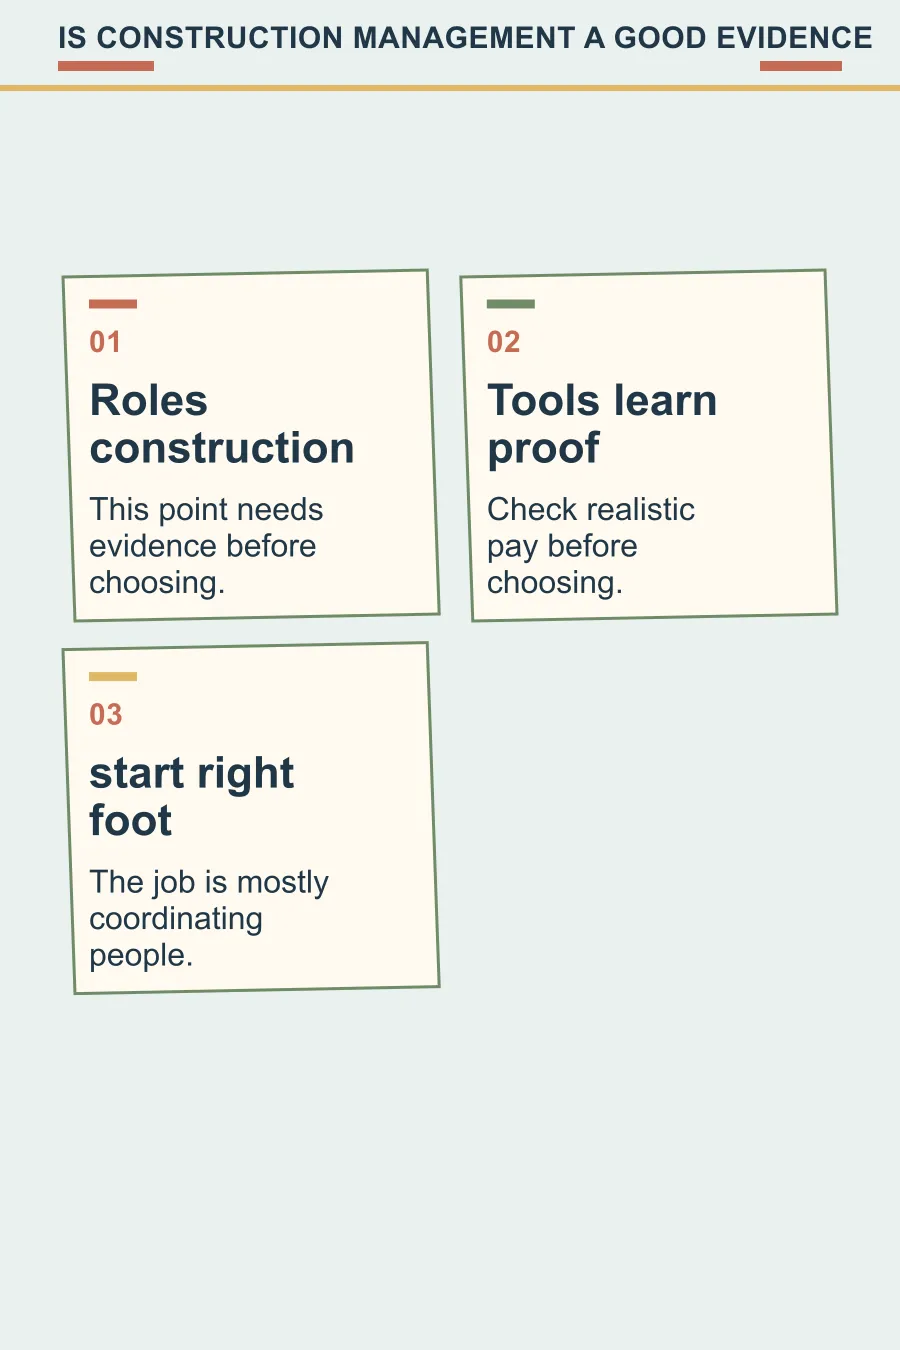 IS CONSTRUCTION MANAGEMENT A GOOD EVIDENCE
01
Roles
construction
This point needs
evidence before
choosing.
02
Tools learn
proof
Check realistic
pay before
choosing.
03
start right
foot
The job is mostly
coordinating
people.